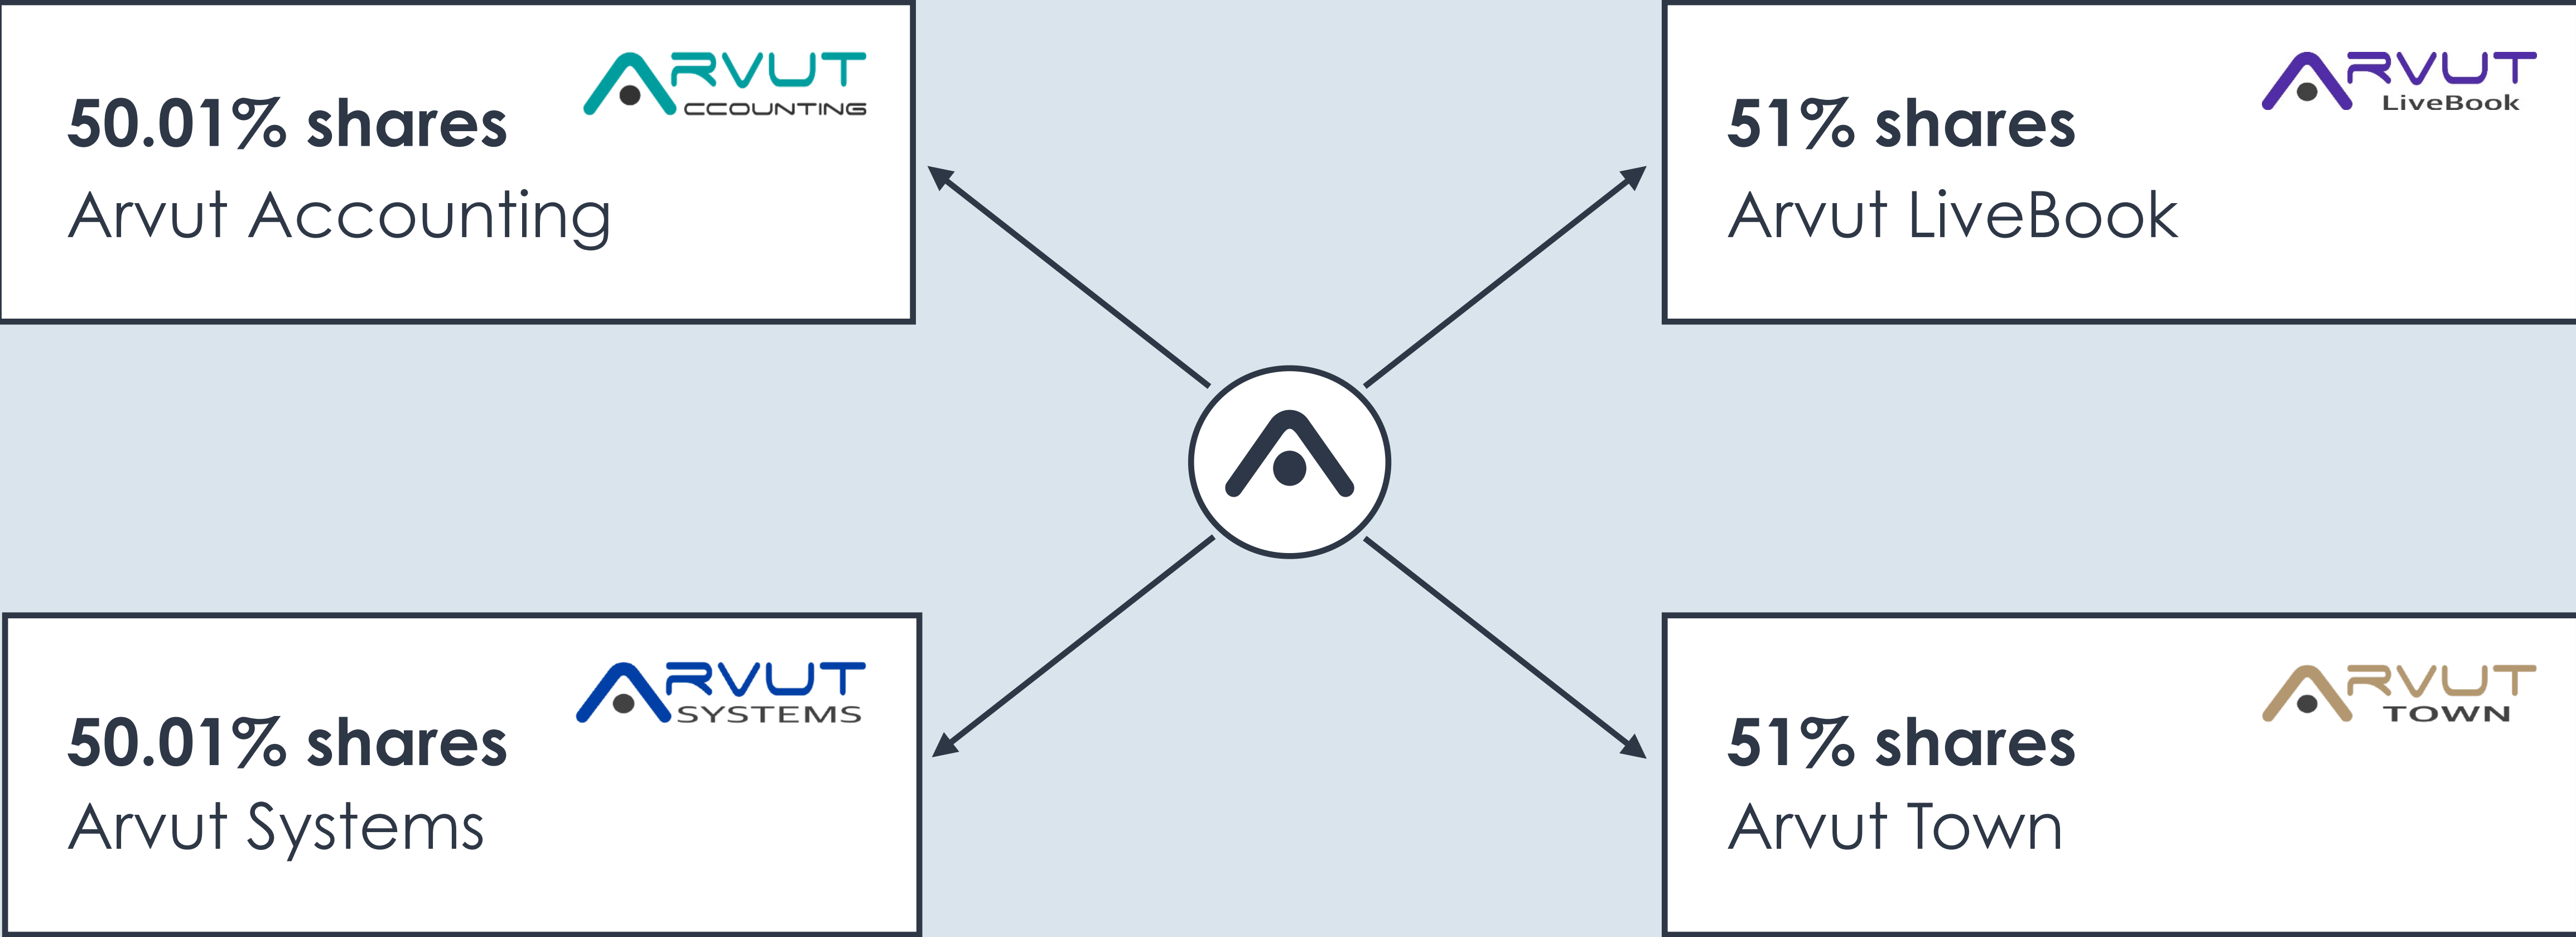 ARVUT
CCOUNTING
50.01% shares
Arvut Accounting
ARVUT
LiveBook
51% shares
Arvut LiveBook
ARVUT
SYSTEMS
50.01% shares
Arvut Systems
ARVUT
TOWN
51% shares
Arvut Town